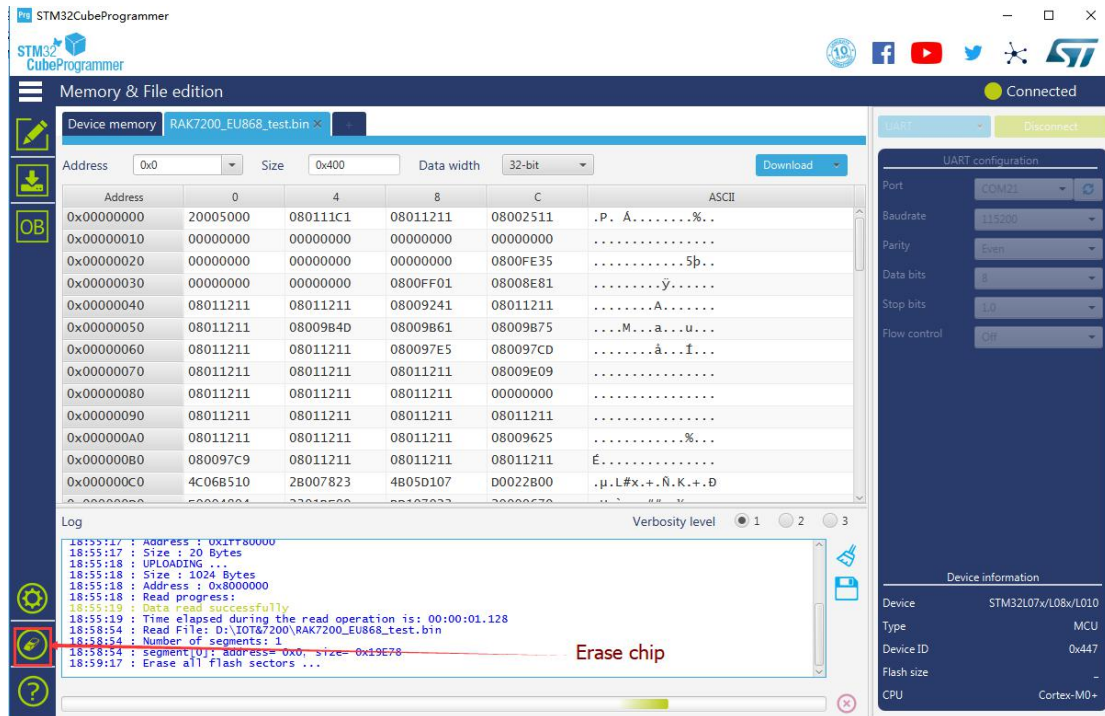 Prg STM32CubeProgrammer
STM32
CubeProgrammer
10
Memory & File edition
Connected
Device memory RAK7200_EU868_test.bin × +
UART Disconnect
Address 0x0 Size 0x400 Data width 32-bit Download
UART configuration
Port COM21
Baudrate 115200
Parity Even
Data bits 8
Stop bits 1.0
Flow control Off
OB
Address 0 4 8 C ASCII
0x00000000 20005000 080111C1 08011211 08002511 .P. Á........%..
0x00000010 00000000 00000000 00000000 00000000 ................
0x00000020 00000000 00000000 00000000 0800FE35 ............5þ..
0x00000030 00000000 00000000 0800FF01 08008E81 .........ÿ......
0x00000040 08011211 08011211 08009241 08011211 ........A.......
0x00000050 08011211 08009B4D 08009B61 08009B75 ....M...a...u...
0x00000060 08011211 08011211 080097E5 080097CD ........å...Í...
0x00000070 08011211 08011211 08011211 08009E09 ................
0x00000080 08011211 08011211 08011211 00000000 ................
0x00000090 08011211 08011211 08011211 08011211 ................
0x000000A0 08011211 08011211 08011211 08009625 ............%...
0x000000B0 080097C9 08011211 08011211 08011211 É...............
0x000000C0 4C06B510 2B007823 4B05D107 D0022B00 .µ.L#x.+.Ñ.K.+.Ð
Log Verbosity level 1 2 3
18:55:17 : Address : 0x1ff80000
18:55:17 : Size : 20 Bytes
18:55:18 : UPLOADING ...
18:55:18 : Size : 1024 Bytes
18:55:18 : Address : 0x8000000
18:55:18 : Read progress:
18:55:19 : Data read successfully
18:55:19 : Time elapsed during the read operation is: 00:00:01.128
18:58:54 : Read File: D:\IOT&7200\RAK7200_EU868_test.bin
18:58:54 : Number of segments: 1
18:58:54 : segment[0]: address= 0x0, size= 0x19E78
18:59:17 : Erase all flash sectors ...
Erase chip
Device information
Device STM32L07x/L08x/L010
Type MCU
Device ID 0x447
Flash size _
CPU Cortex-M0+